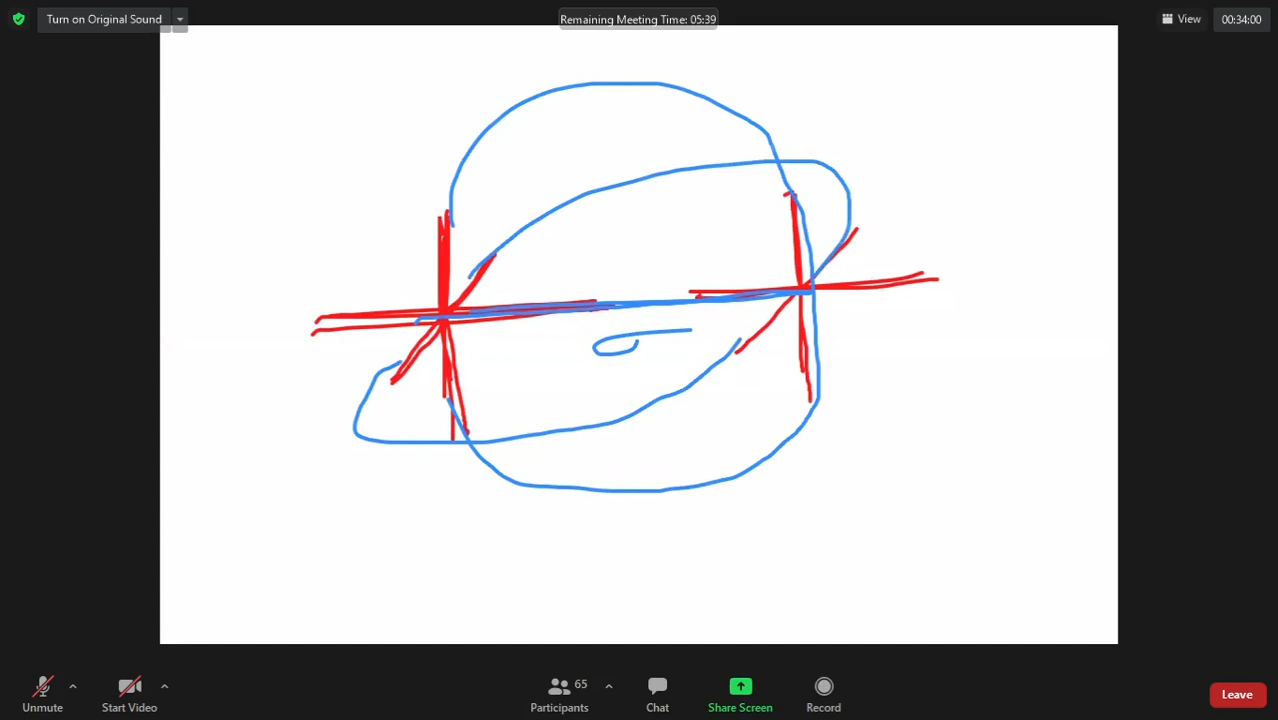 Turn on Original Sound
Remaining Meeting Time: 05:39
View
00:34:00
Unmute
Start Video
65
Participants
Chat
Share Screen
Record
Leave